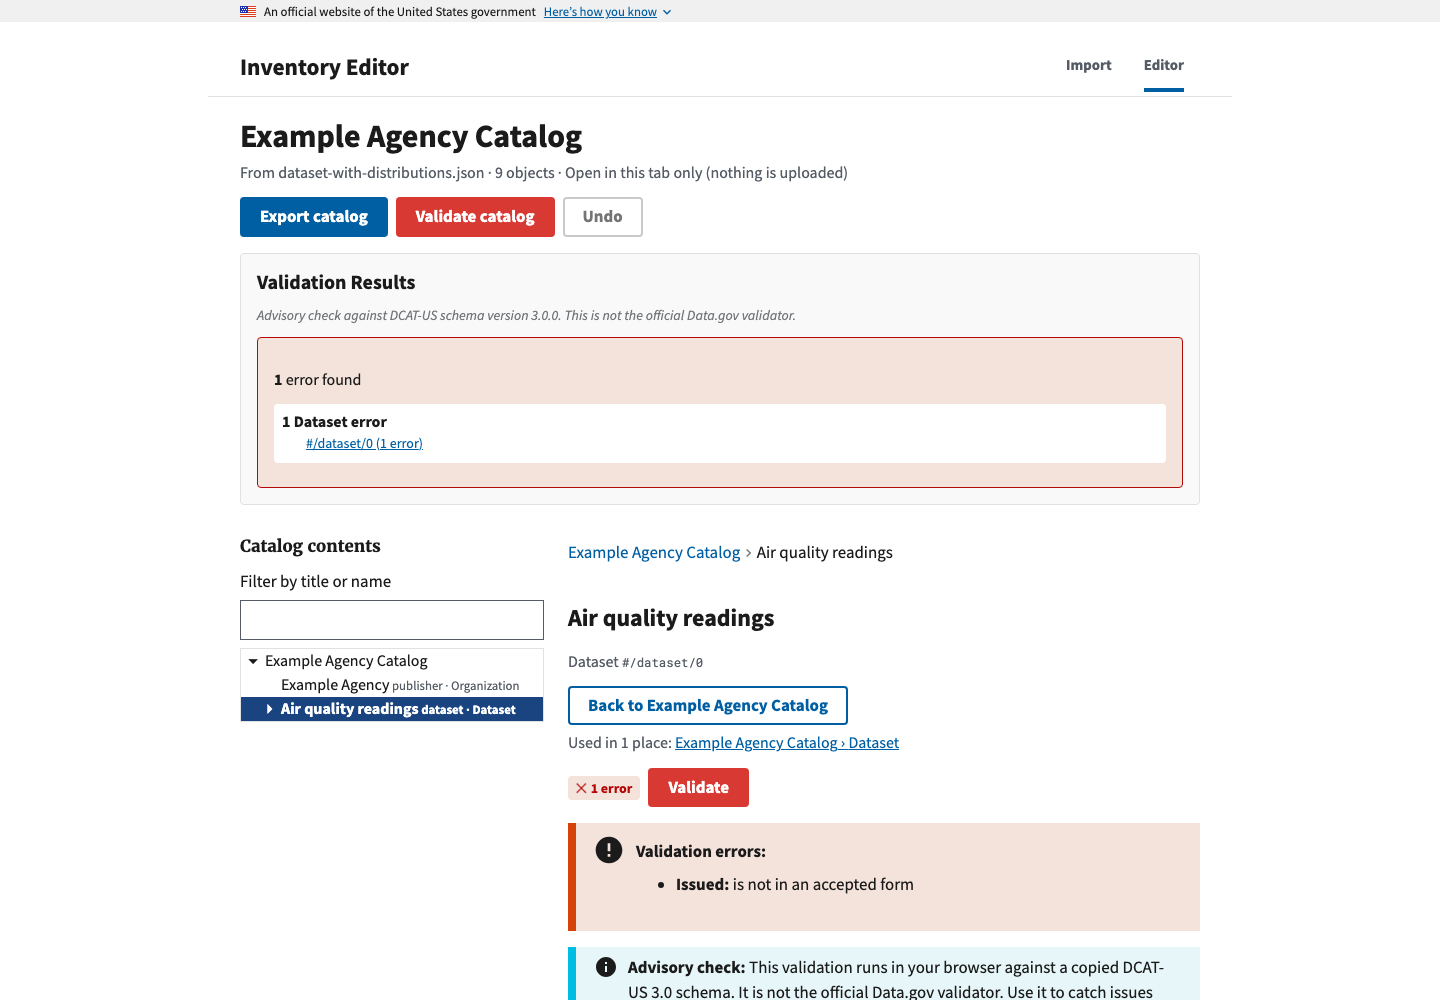 An official website of the United States government Here's how you know
Inventory Editor
Import
Editor
Example Agency Catalog
From dataset-with-distributions.json · 9 objects · Open in this tab only (nothing is uploaded)
Export catalog
Validate catalog
Undo
Validation Results
Advisory check against DCAT-US schema version 3.0.0. This is not the official Data.gov validator.
1 error found
1 Dataset error
#/dataset/0 (1 error)
Catalog contents
Filter by title or name
Example Agency Catalog
Example Agency publisher · Organization
Air quality readings dataset · Dataset
Example Agency Catalog › Air quality readings
Air quality readings
Dataset #/dataset/0
Back to Example Agency Catalog
Used in 1 place: Example Agency Catalog › Dataset
1 error
Validate
Validation errors:
• Issued: is not in an accepted form
Advisory check: This validation runs in your browser against a copied DCAT-
US 3.0 schema. It is not the official Data.gov validator. Use it to catch issues